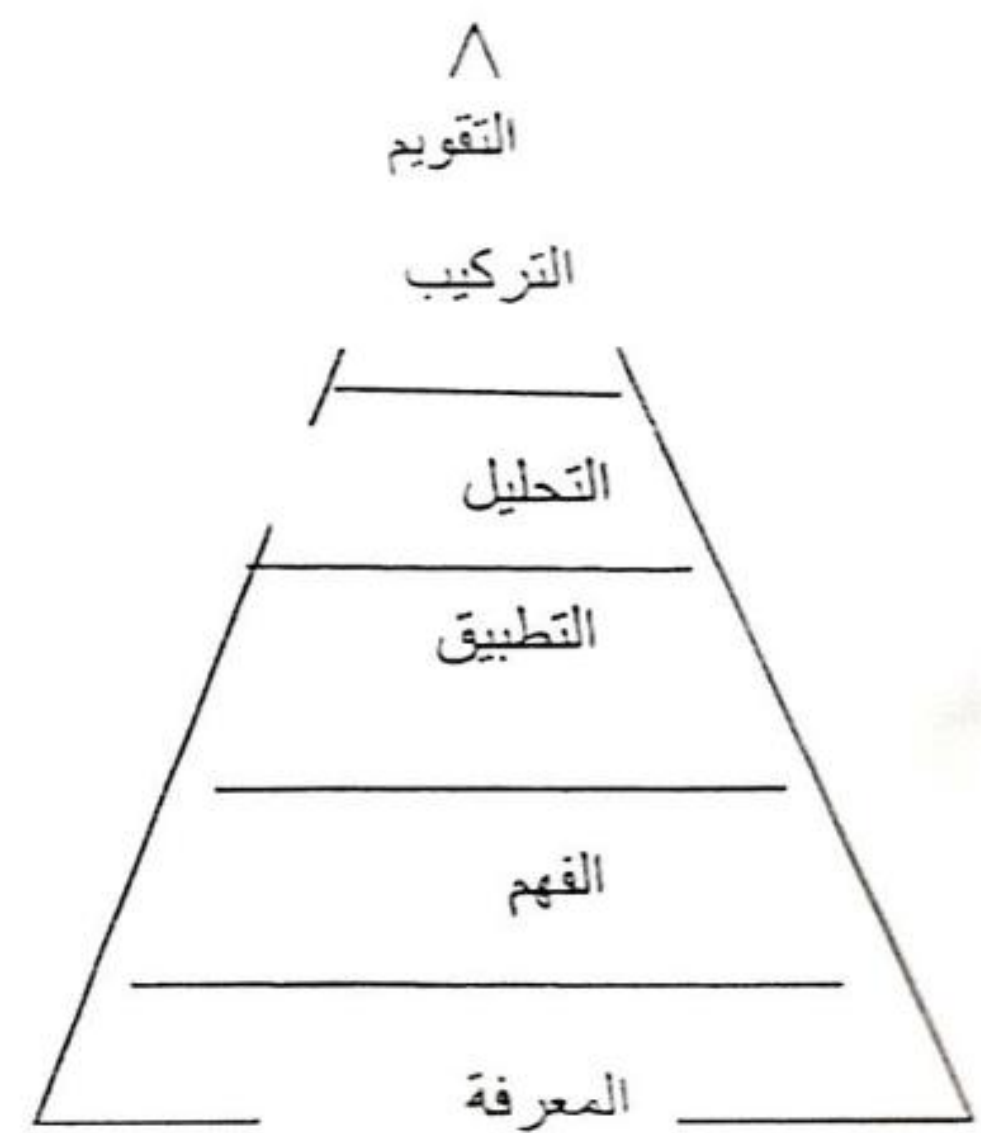 التقويم
التركيب
التحليل
التطبيق
الفهم
المعرفة